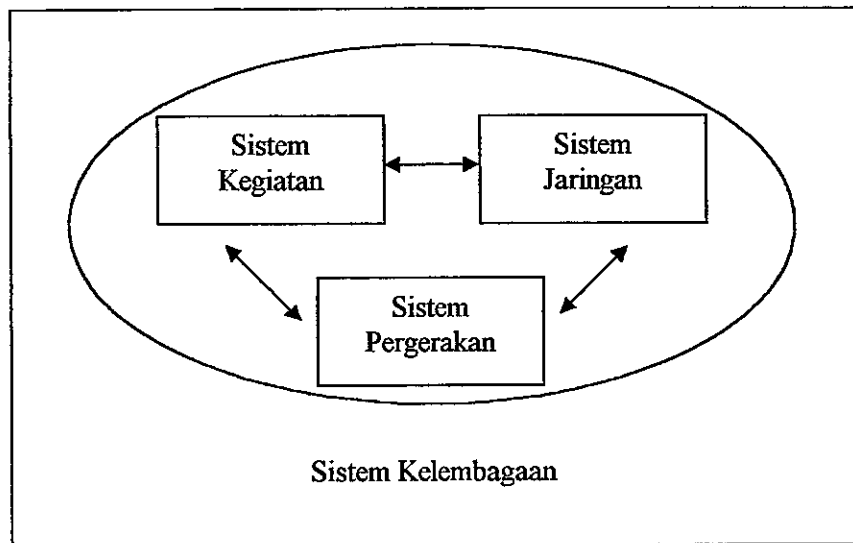 Sistem
Kegiatan
Sistem
Jaringan
Sistem
Pergerakan
Sistem Kelembagaan